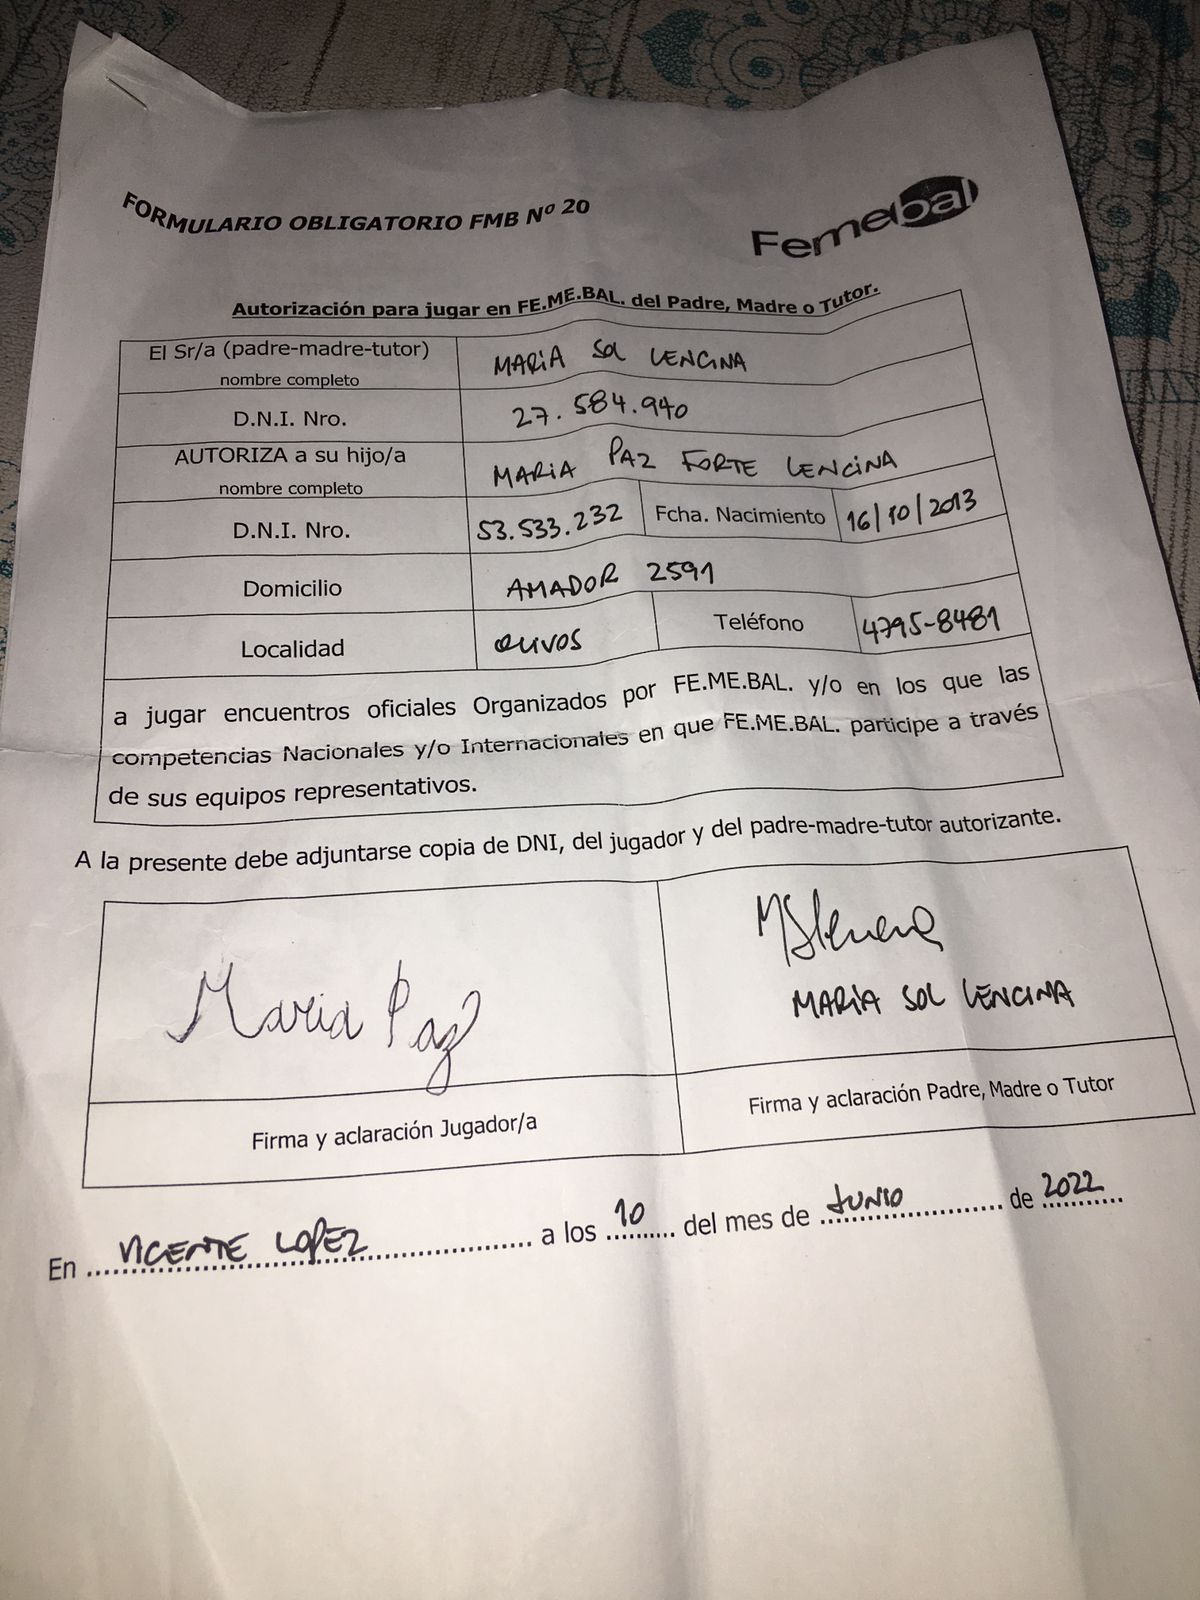 FORMULARIO OBLIGATORIO FMB Nº 20
Femebal
Autorización para jugar en FE.ME.BAL. del Padre, Madre o Tutor.
El Sr/a (padre-madre-tutor) nombre completo MARIA SOL LENCINA
D.N.I. Nro. 27.584.940
AUTORIZA a su hijo/a nombre completo MARIA PAZ FORTE LENCINA
D.N.I. Nro. 53.533.232 Fcha. Nacimiento 16/10/2013
Domicilio AMADOR 2591
Localidad OLIVOS Teléfono 4795-8481
a jugar encuentros oficiales Organizados por FE.ME.BAL. y/o en los que las
competencias Nacionales y/o Internacionales en que FE.ME.BAL. participe a través
de sus equipos representativos.
A la presente debe adjuntarse copia de DNI, del jugador y del padre-madre-tutor autorizante.
Maria Paz
MARIA SOL LENCINA
Firma y aclaración Jugador/a
Firma y aclaración Padre, Madre o Tutor
En VICENTE LOPEZ a los 10 del mes de JUNIO de 2022